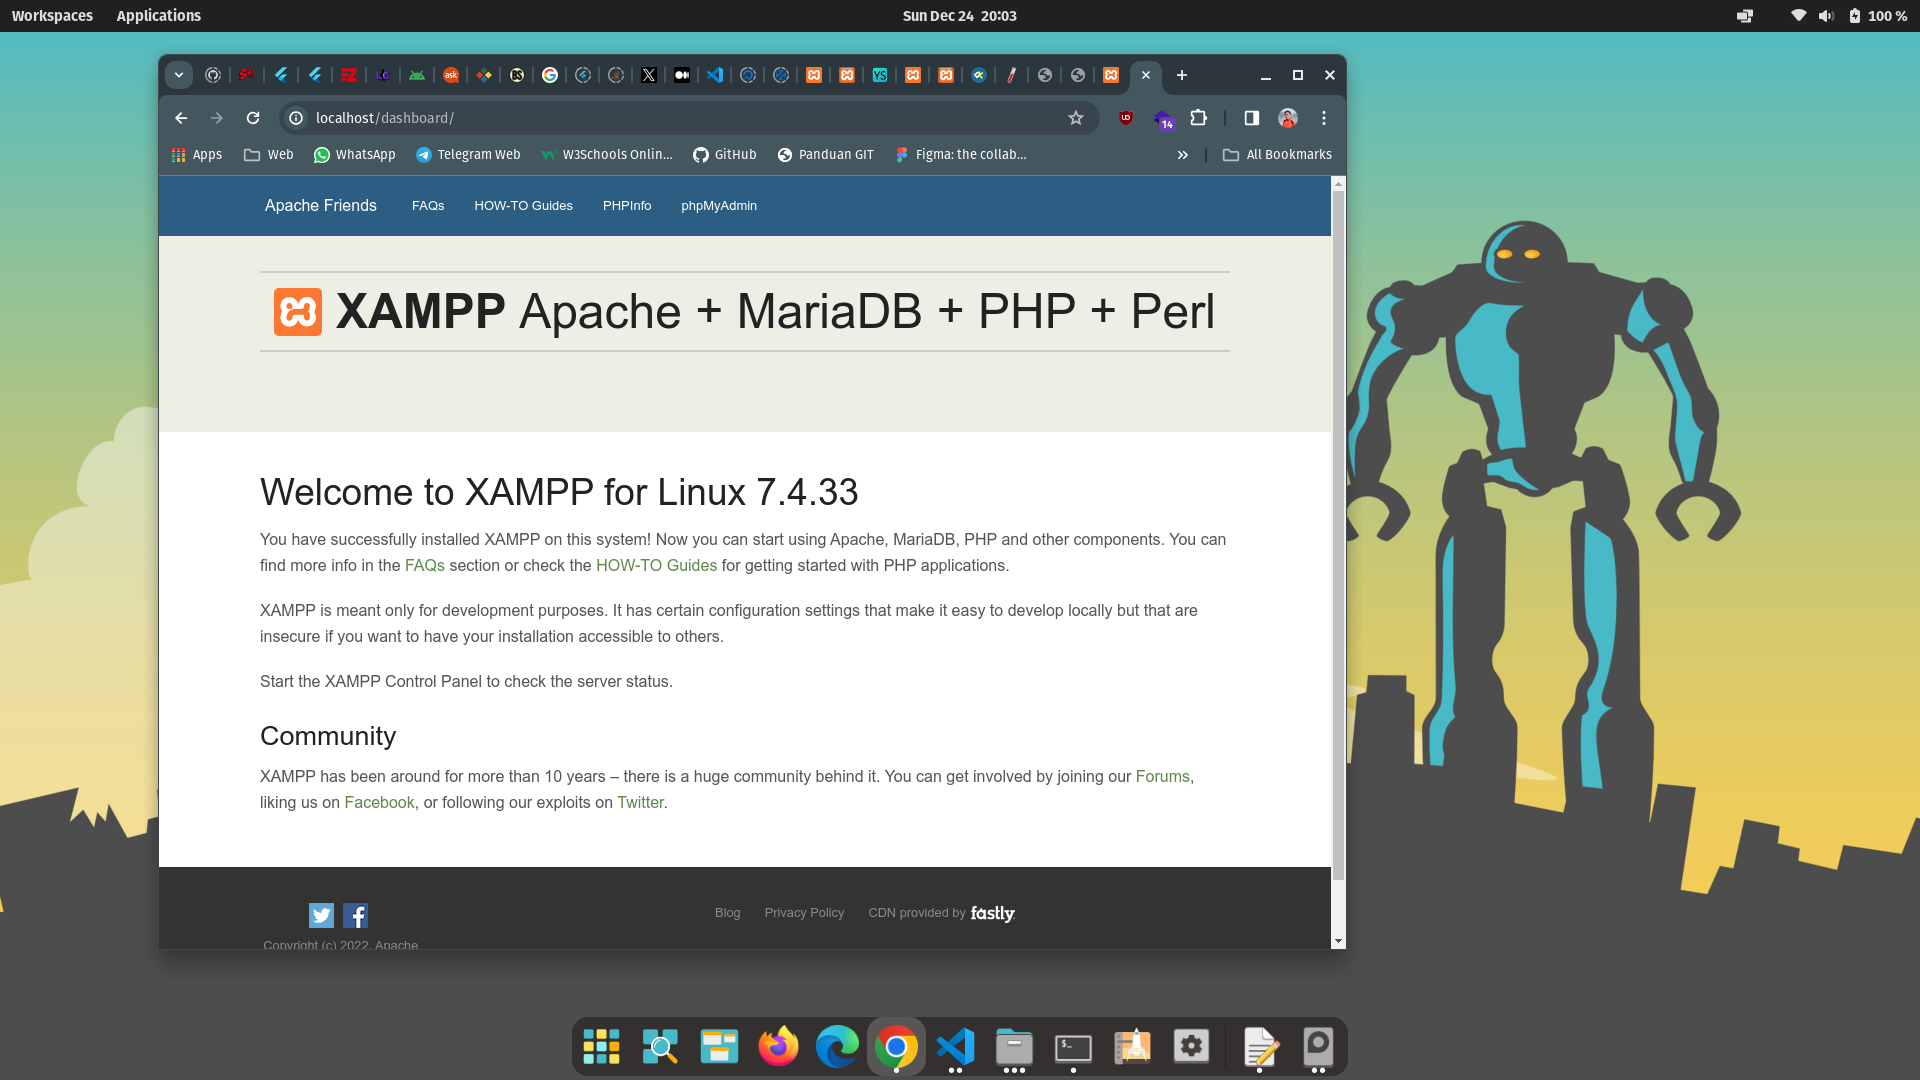 Workspaces Applications Sun Dec 24 20:03 100 %
localhost/dashboard/ 14
Apps Web WhatsApp Telegram Web W3Schools Onlin... GitHub Panduan GIT Figma: the collab... All Bookmarks
Apache Friends FAQs HOW-TO Guides PHPInfo phpMyAdmin
XAMPP Apache + MariaDB + PHP + Perl
Welcome to XAMPP for Linux 7.4.33
You have successfully installed XAMPP on this system! Now you can start using Apache, MariaDB, PHP and other components. You can
find more info in the FAQs section or check the HOW-TO Guides for getting started with PHP applications.
XAMPP is meant only for development purposes. It has certain configuration settings that make it easy to develop locally but that are
insecure if you want to have your installation accessible to others.
Start the XAMPP Control Panel to check the server status.
Community
XAMPP has been around for more than 10 years – there is a huge community behind it. You can get involved by joining our Forums,
liking us on Facebook, or following our exploits on Twitter.
Blog Privacy Policy CDN provided by fastly
Copyright (c) 2022, Apache